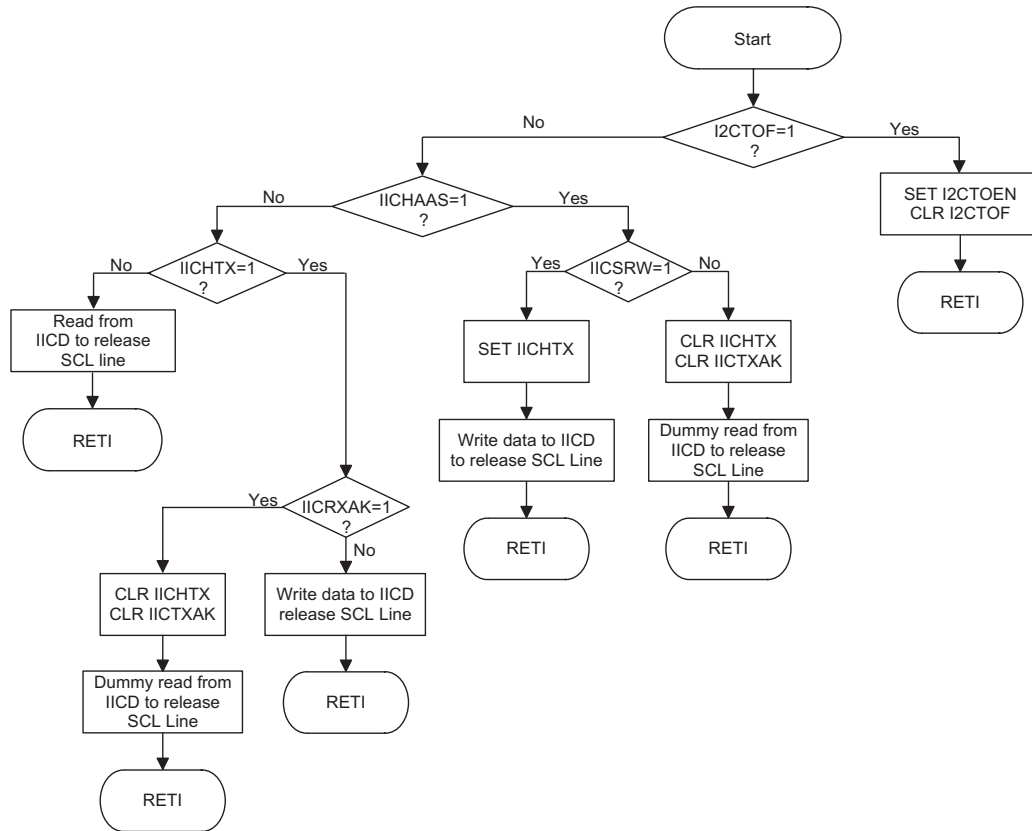 Start
I2CTOF=1
?
No
Yes
SET I2CTOEN
CLR I2CTOF
RETI
IICHAAS=1
?
No
Yes
IICHTX=1
?
No
Yes
Read from
IICD to release
SCL line
RETI
IICSRW=1
?
Yes
No
SET IICHTX
Write data to IICD
to release SCL Line
RETI
CLR IICHTX
CLR IICTXAK
Dummy read from
IICD to release
SCL Line
RETI
IICRXAK=1
?
Yes
No
CLR IICHTX
CLR IICTXAK
Dummy read from
IICD to release
SCL Line
RETI
Write data to IICD
release SCL Line
RETI